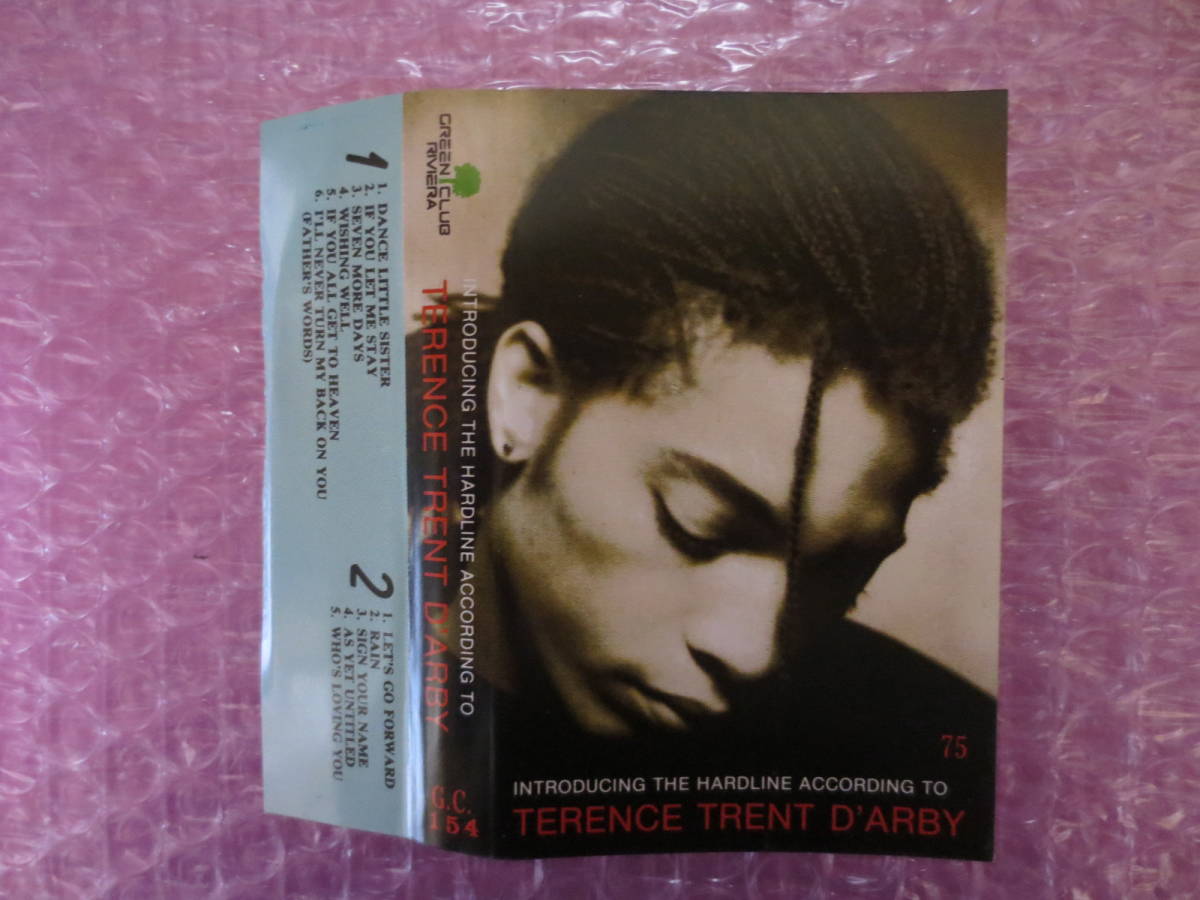 1
1. DANCE LITTLE SISTER
2. IF YOU LET ME STAY
3. SEVEN MORE DAYS
4. WISHING WELL
5. IF YOU ALL GET TO HEAVEN
6. I'LL NEVER TURN MY BACK ON YOU
(FATHER'S WORDS)
2
1. LET'S GO FORWARD
2. RAIN
3. SIGN YOUR NAME
4. AS YET UNTITLED
5. WHO'S LOVING YOU
GREEN CLUB
RIVIERA
INTRODUCING THE HARDLINE ACCORDING TO
TERENCE TRENT D'ARBY
G.C.
154
75
INTRODUCING THE HARDLINE ACCORDING TO
TERENCE TRENT D'ARBY